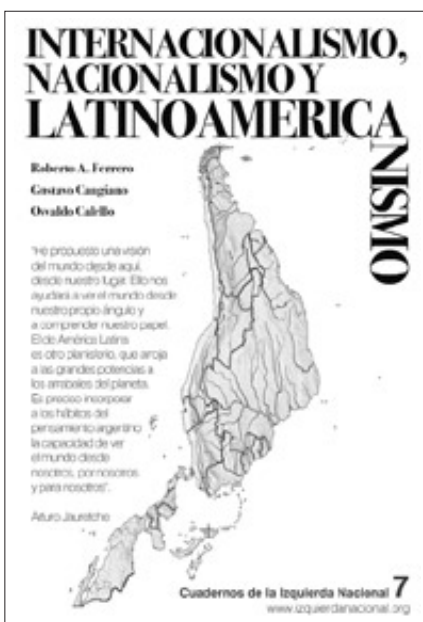 INTERNACIONALISMO,
NACIONALISMO Y
LATINOAMERICA
NISMO
Roberto A. Ferrero
Gustavo Cangiano
Osvaldo Calello
"He propuesto una visión
del mundo desde aquí,
desde nuestro lugar. Ello nos
ayudará a ver el mundo desde
nuestro propio ángulo y
a comprender nuestro papel.
El de América Latina
es otro planisferio, que arroja
a las grandes potencias a
los arrabales del planeta.
Es preciso incorporar
a los hábitos del
pensamiento argentino
la capacidad de ver
el mundo desde
nosotros, por nosotros
y para nosotros".
Arturo Jauretche
Cuadernos de la Izquierda Nacional 7
www.izquierdanacional.org